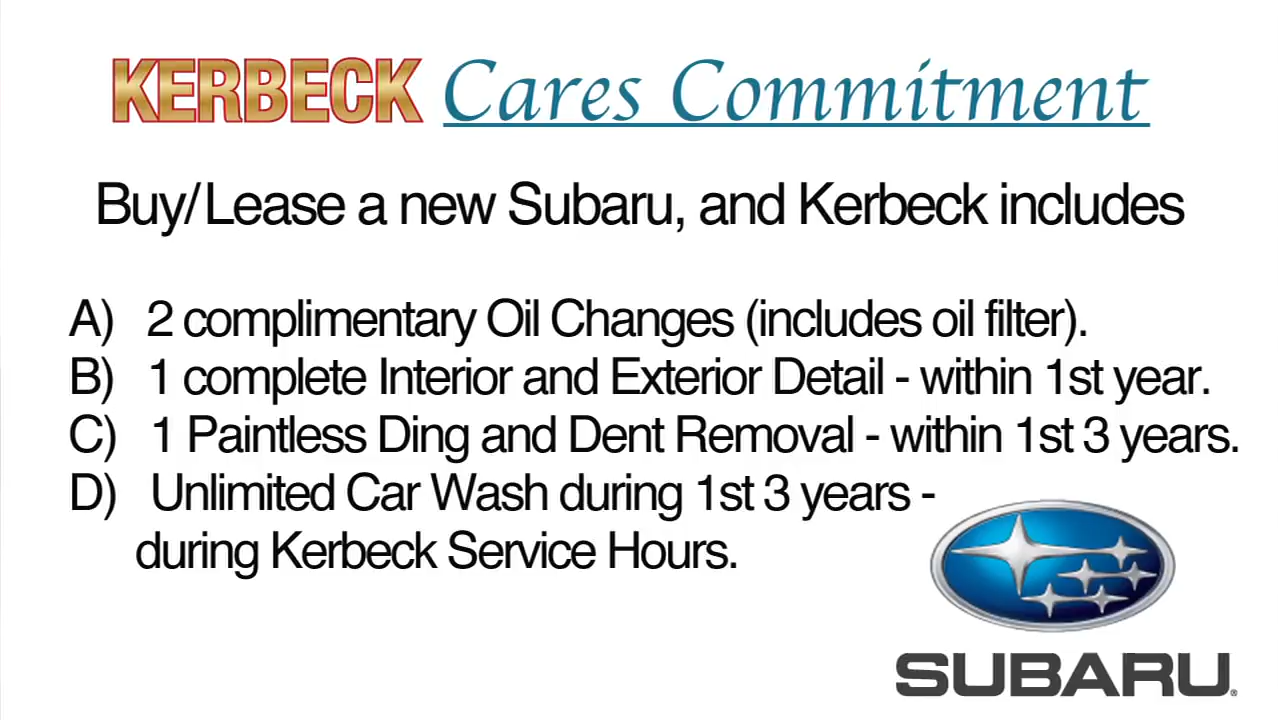 KERBECK Cares Commitment
Buy/Lease a new Subaru, and Kerbeck includes
A) 2 complimentary Oil Changes (includes oil filter).
B) 1 complete Interior and Exterior Detail - within 1st year.
C) 1 Paintless Ding and Dent Removal - within 1st 3 years.
D) Unlimited Car Wash during 1st 3 years -
during Kerbeck Service Hours.
SUBARU®